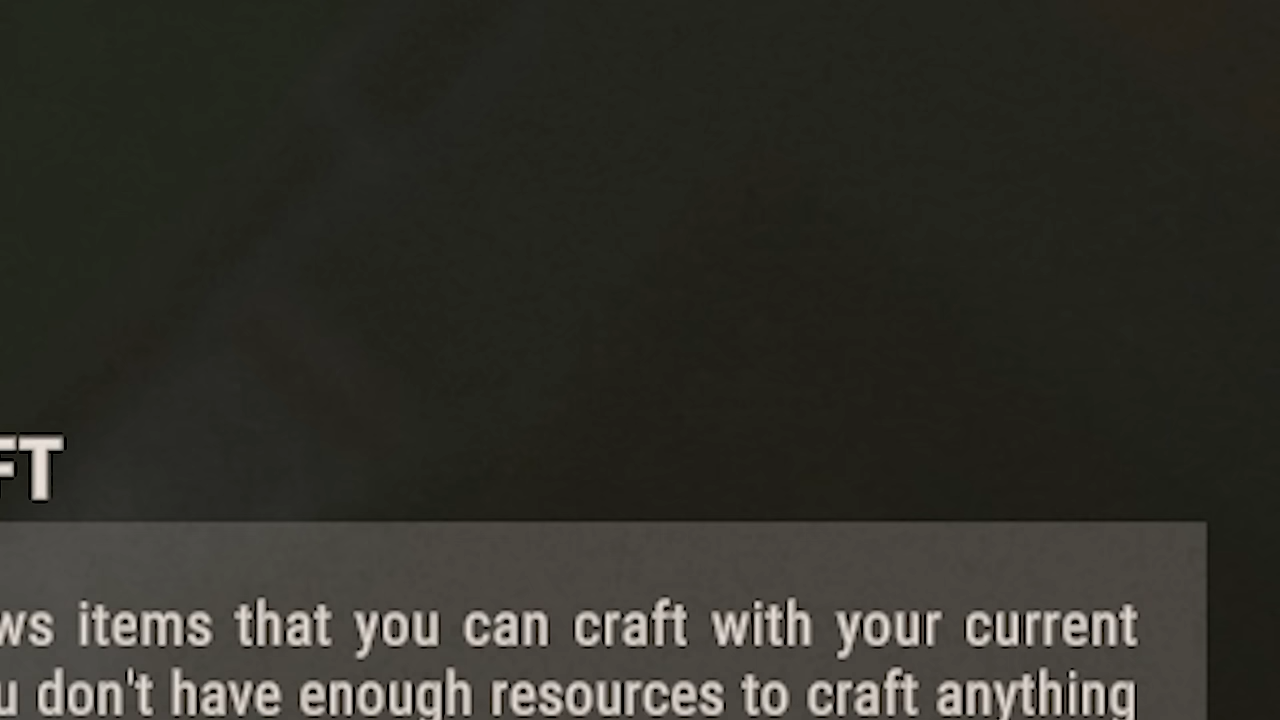 FT
ws items that you can craft with your current
u don't have enough resources to craft anything